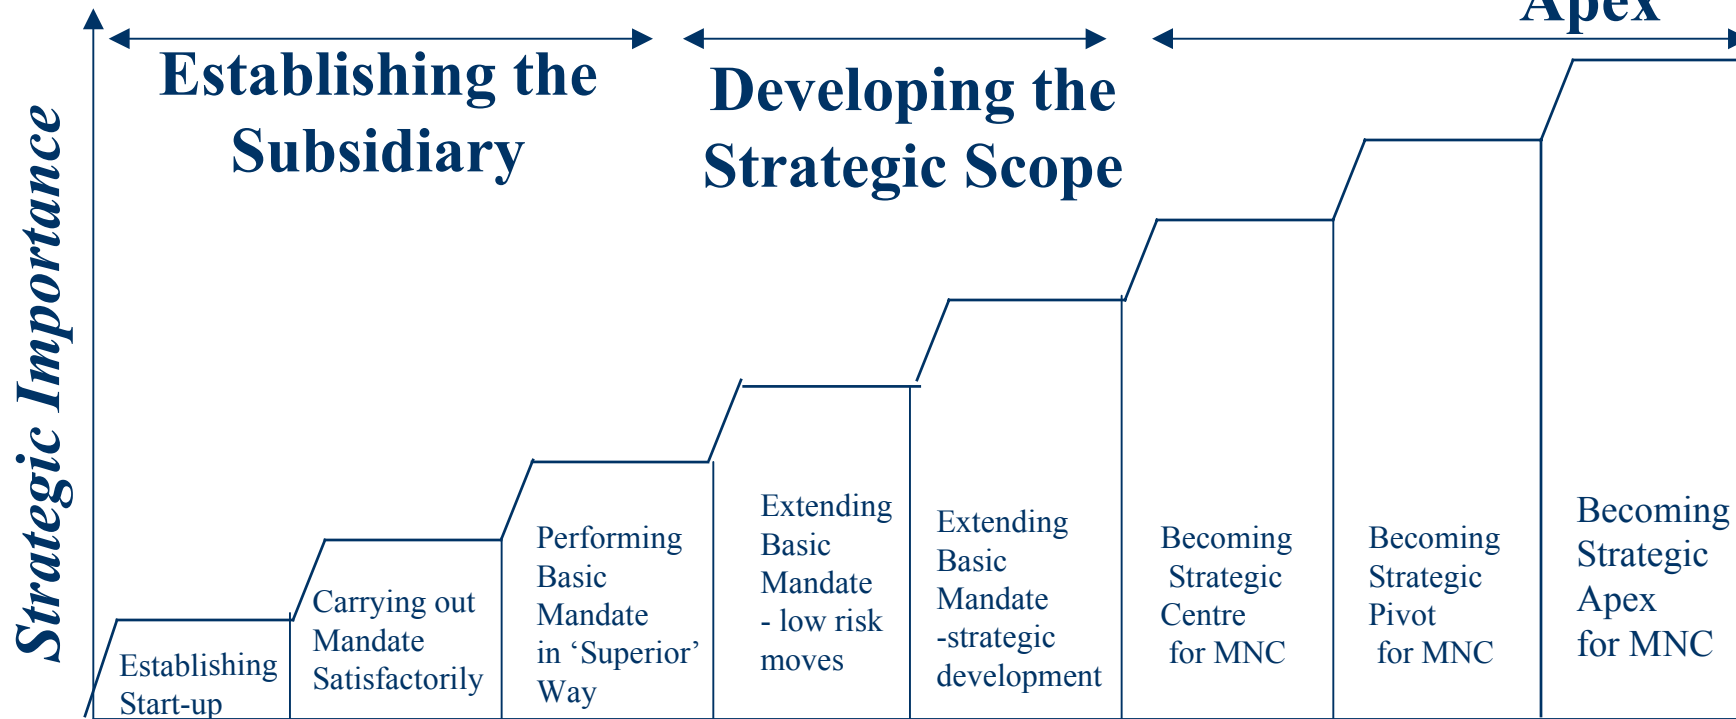 Apex
Establishing the
Subsidiary
Developing the
Strategic Scope
Strategic Importance
Establishing
Start-up
Carrying out
Mandate
Satisfactorily
Performing
Basic
Mandate
in ‘Superior’
Way
Extending
Basic
Mandate
- low risk
moves
Extending
Basic
Mandate
-strategic
development
Becoming
Strategic
Centre
for MNC
Becoming
Strategic
Pivot
for MNC
Becoming
Strategic
Apex
for MNC